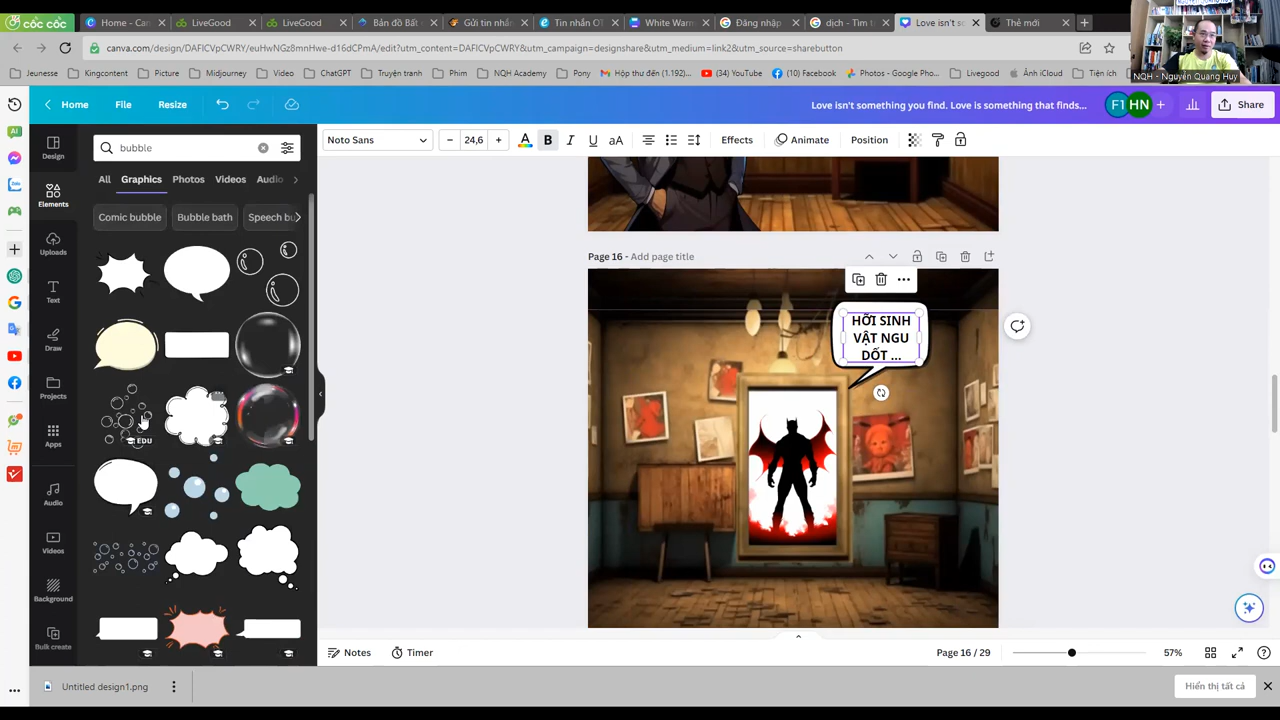 cốc cốc
Home - Can
LiveGood
LiveGood
Bản đồ Bất
Gửi tin nhắ
Tin nhắn OT
White Warm
Đăng nhập
dịch - Tìm t
Love isn't s
Thẻ mới
canva.com/design/DAFICVpCWRY/euHwNGz8mnHwe-d16dCPmA/edit?utm_content=DAFICVpCWRY&utm_campaign=designshare&utm_medium=link2&utm_source=sharebutton
Jeunesse
Kingcontent
Picture
Midjourney
Video
ChatGPT
Truyện tranh
Phim
NQH Academy
Pony
Hộp thư đến (1.192)...
(34) YouTube
(10) Facebook
Photos - Google Pho...
Livegood
Ảnh iCloud
Tiện ích
NQH - Nguyễn Quang Huy
Home
File
Resize
Love isn't something you find. Love is something that finds...
F1
HN
Share
Design
Elements
Uploads
Text
Draw
Projects
Apps
Audio
Videos
Background
Bulk create
bubble
All
Graphics
Photos
Videos
Audio
Comic bubble
Bubble bath
Speech bu
EDU
Noto Sans
24,6
A
B
I
U
aA
Effects
Animate
Position
Page 16 - Add page title
HỠI SINH
VẬT NGU
DỐT ...
Notes
Timer
Page 16 / 29
57%
Untitled design1.png
Hiển thị tất cả